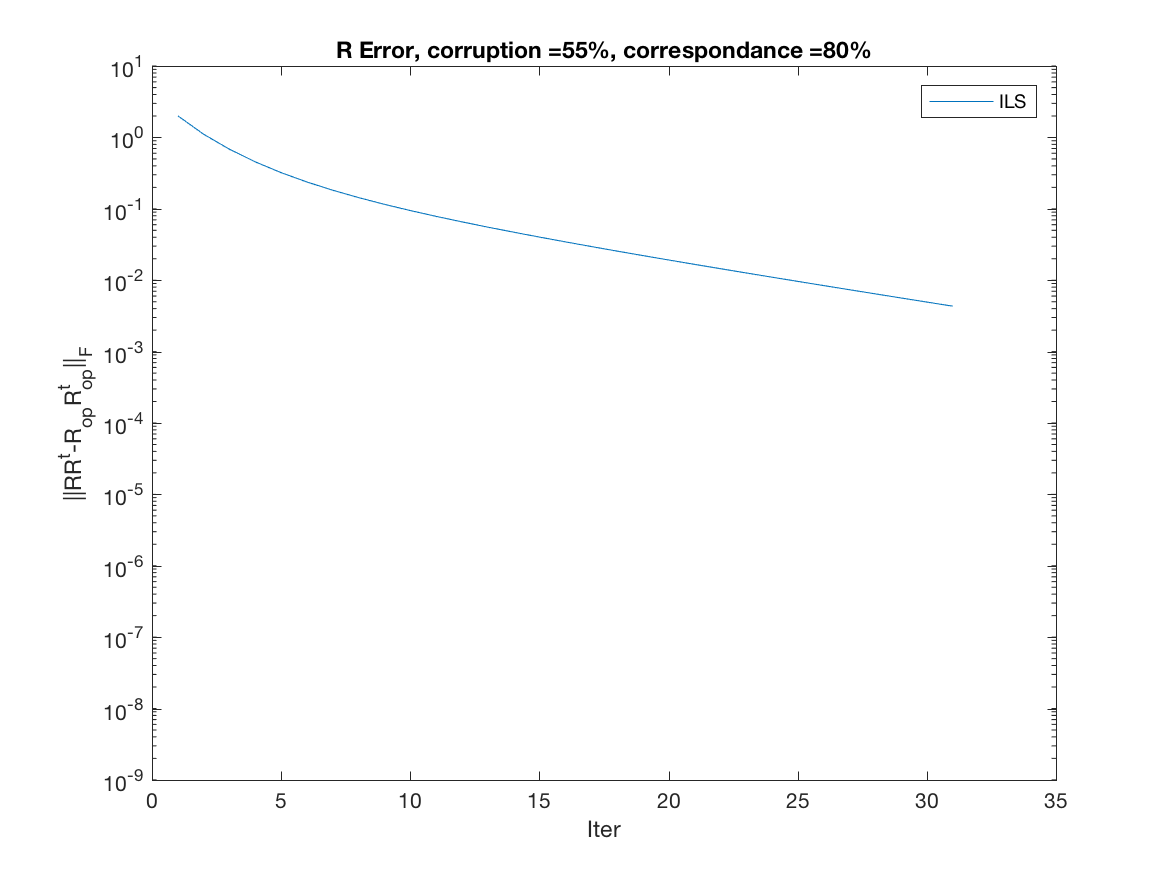 R Error, corruption =55%, correspondance =80%
ILS
10^1
10^0
10^-1
10^-2
10^-3
10^-4
10^-5
10^-6
10^-7
10^-8
10^-9
||RR^t-R_op R^t_op||_F
0 5 10 15 20 25 30 35
Iter